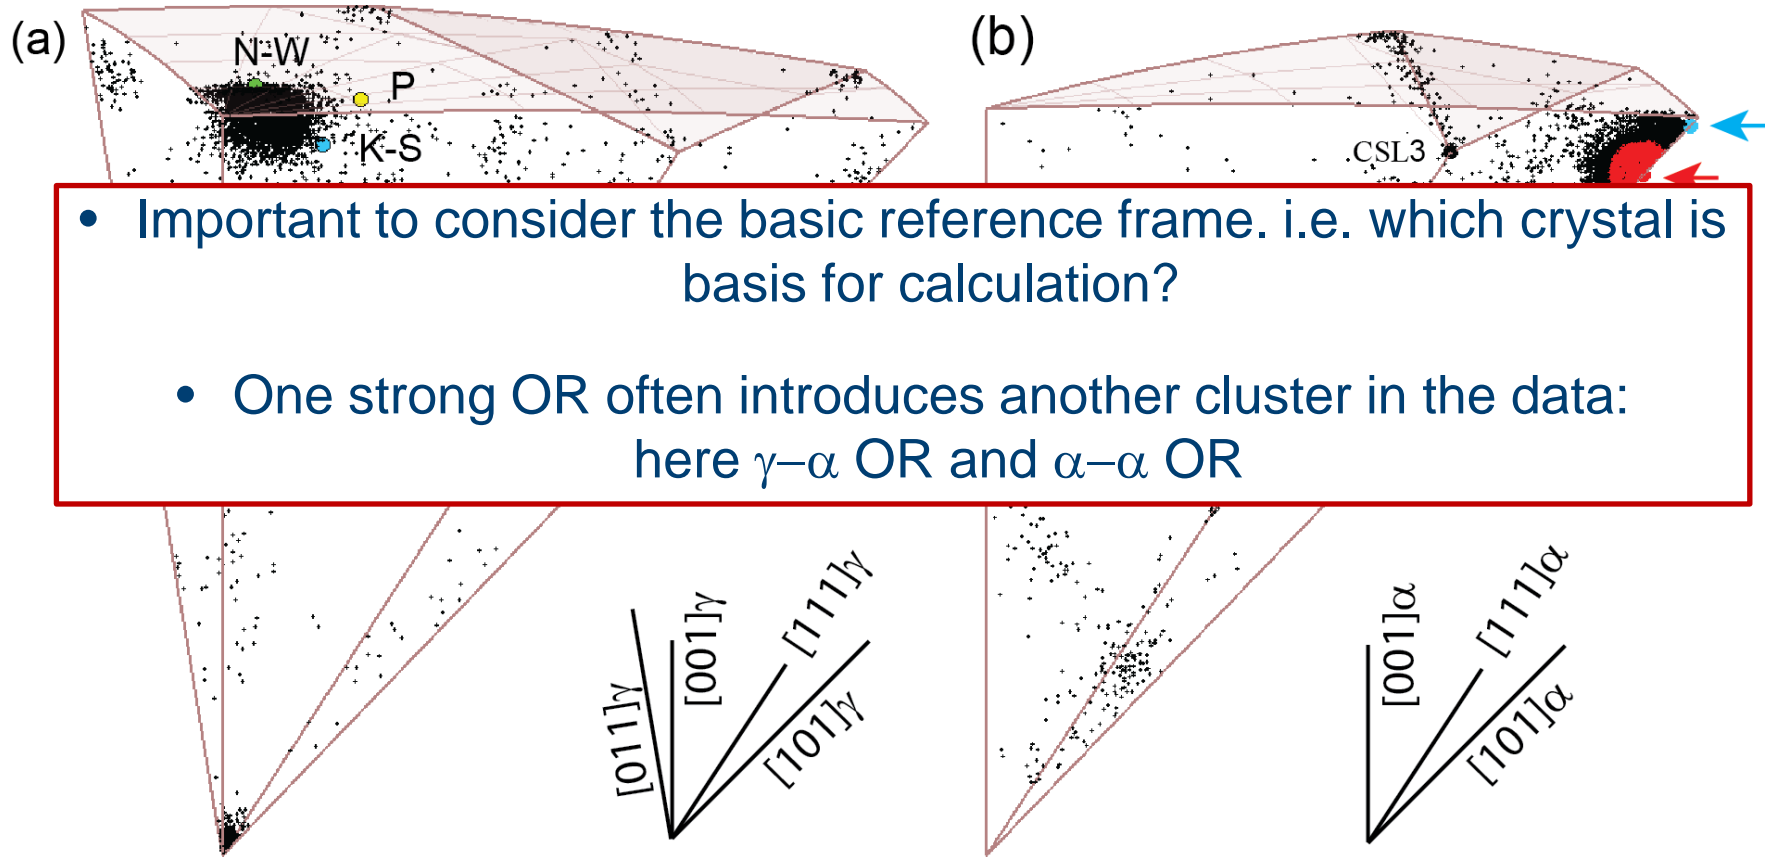 (a)
N-W
P
K-S
(b)
CSL3
• Important to consider the basic reference frame. i.e. which crystal is
basis for calculation?
• One strong OR often introduces another cluster in the data:
here γ–α OR and α–α OR
[011]γ
[001]γ
[111]γ
[101]γ
[001]α
[111]α
[101]α